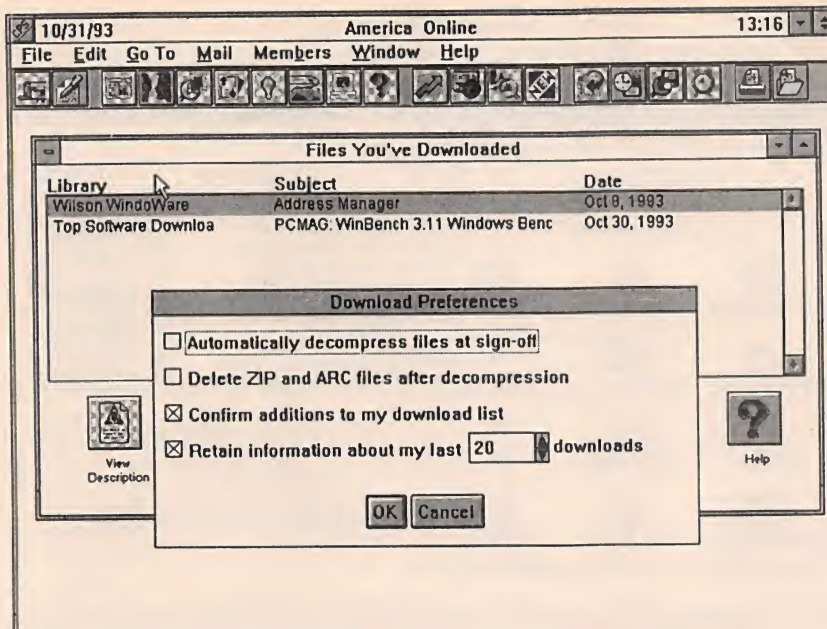 CPS 10/31/93 America Online 13:16
File Edit Go To Mail Members Window Help
NEW
Files You've Downloaded
Library Subject Date
Wilson WindoWare Address Manager Oct 8, 1993
Top Software Downloa PCMAG: WinBench 3.11 Windows Benc Oct 30, 1993
Download Preferences
Automatically decompress files at sign-off
Delete ZIP and ARC files after decompression
Confirm additions to my download list
Retain information about my last 20 downloads
View Description
Help
OK Cancel